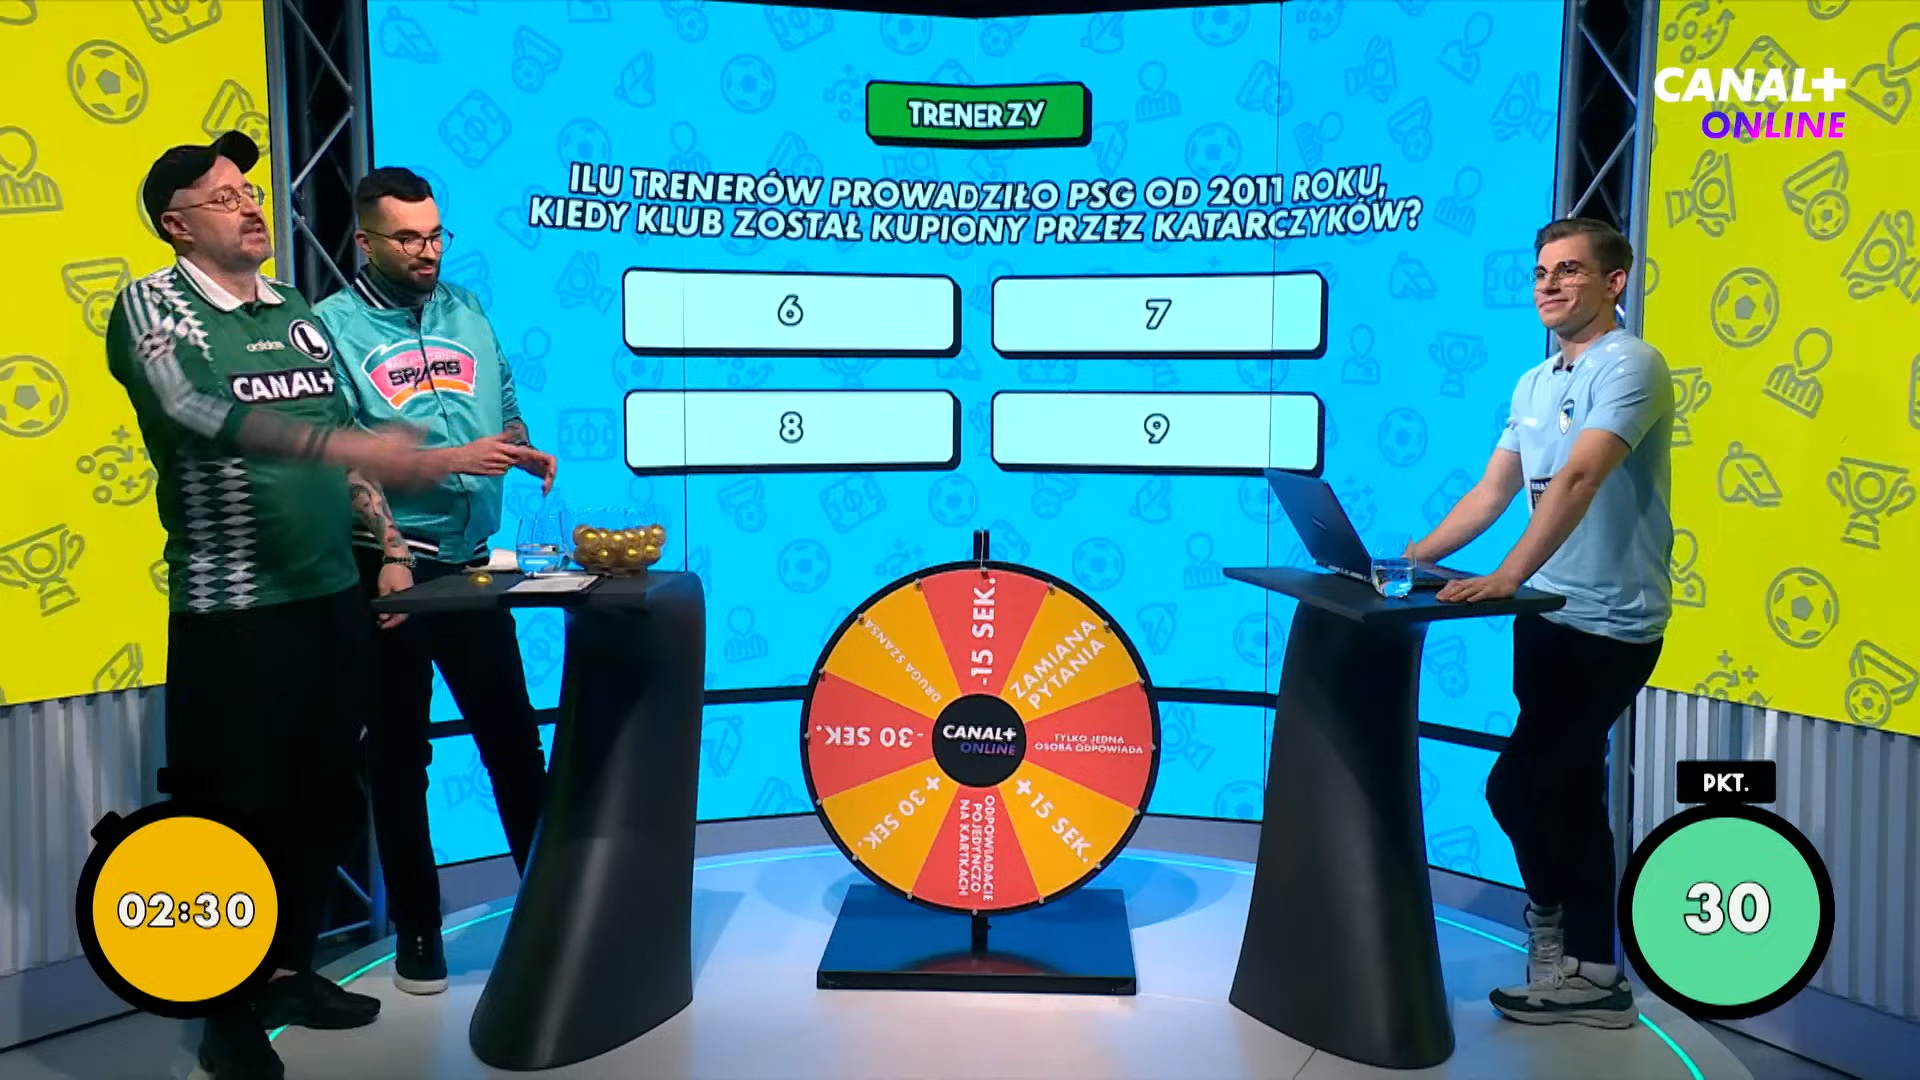 CANAL+
ONLINE
TRENERZY
ILU TRENERÓW PROWADZIŁO PSG OD 2011 ROKU,
KIEDY KLUB ZOSTAŁ KUPIONY PRZEZ KATARCZYKÓW?
6
7
8
9
adidas
L
CANAL+
SPURS
-15 SEK.
ZAMIANA
PYTANIA
TYLKO JEDNA
OSOBA ODPOWIADA
+15 SEK.
ODPOWIADACIE
POJEDYNCZO
NA KARTKACH
+30 SEK.
-30 SEK.
DRUGA SZANSA
CANAL+
ONLINE
02:30
PKT.
30